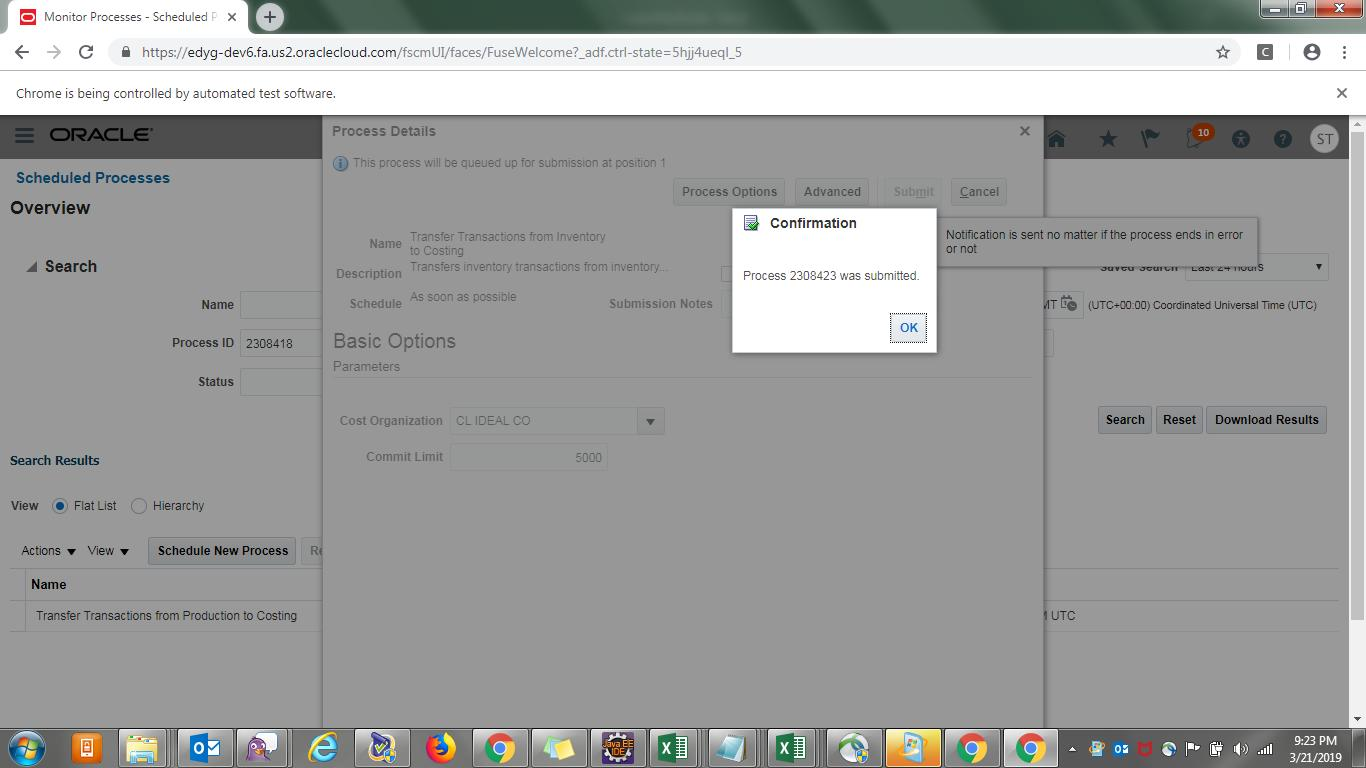 Monitor Processes - Scheduled P
https://edyg-dev6.fa.us2.oraclecloud.com/fscmUI/faces/FuseWelcome?_adf.ctrl-state=5hjj4ueql_5
C
Chrome is being controlled by automated test software.
ORACLE
Process Details
10
ST
This process will be queued up for submission at position 1
Scheduled Processes
Process Options
Advanced
Submit
Cancel
Overview
Confirmation
Name Transfer Transactions from Inventory
to Costing
Notification is sent no matter if the process ends in error
or not
Search
Description Transfers inventory transactions from inventory...
Process 2308423 was submitted.
Saved Search Last 24 hours
Schedule As soon as possible
Submission Notes
Name
MT (UTC+00:00) Coordinated Universal Time (UTC)
OK
Process ID 2308418
Basic Options
Parameters
Status
Cost Organization CL IDEAL CO
Search Reset Download Results
Commit Limit 5000
Search Results
View Flat List Hierarchy
Actions View Schedule New Process Re
Name
Transfer Transactions from Production to Costing
M UTC
Java EE
IDE
9:23 PM
3/21/2019